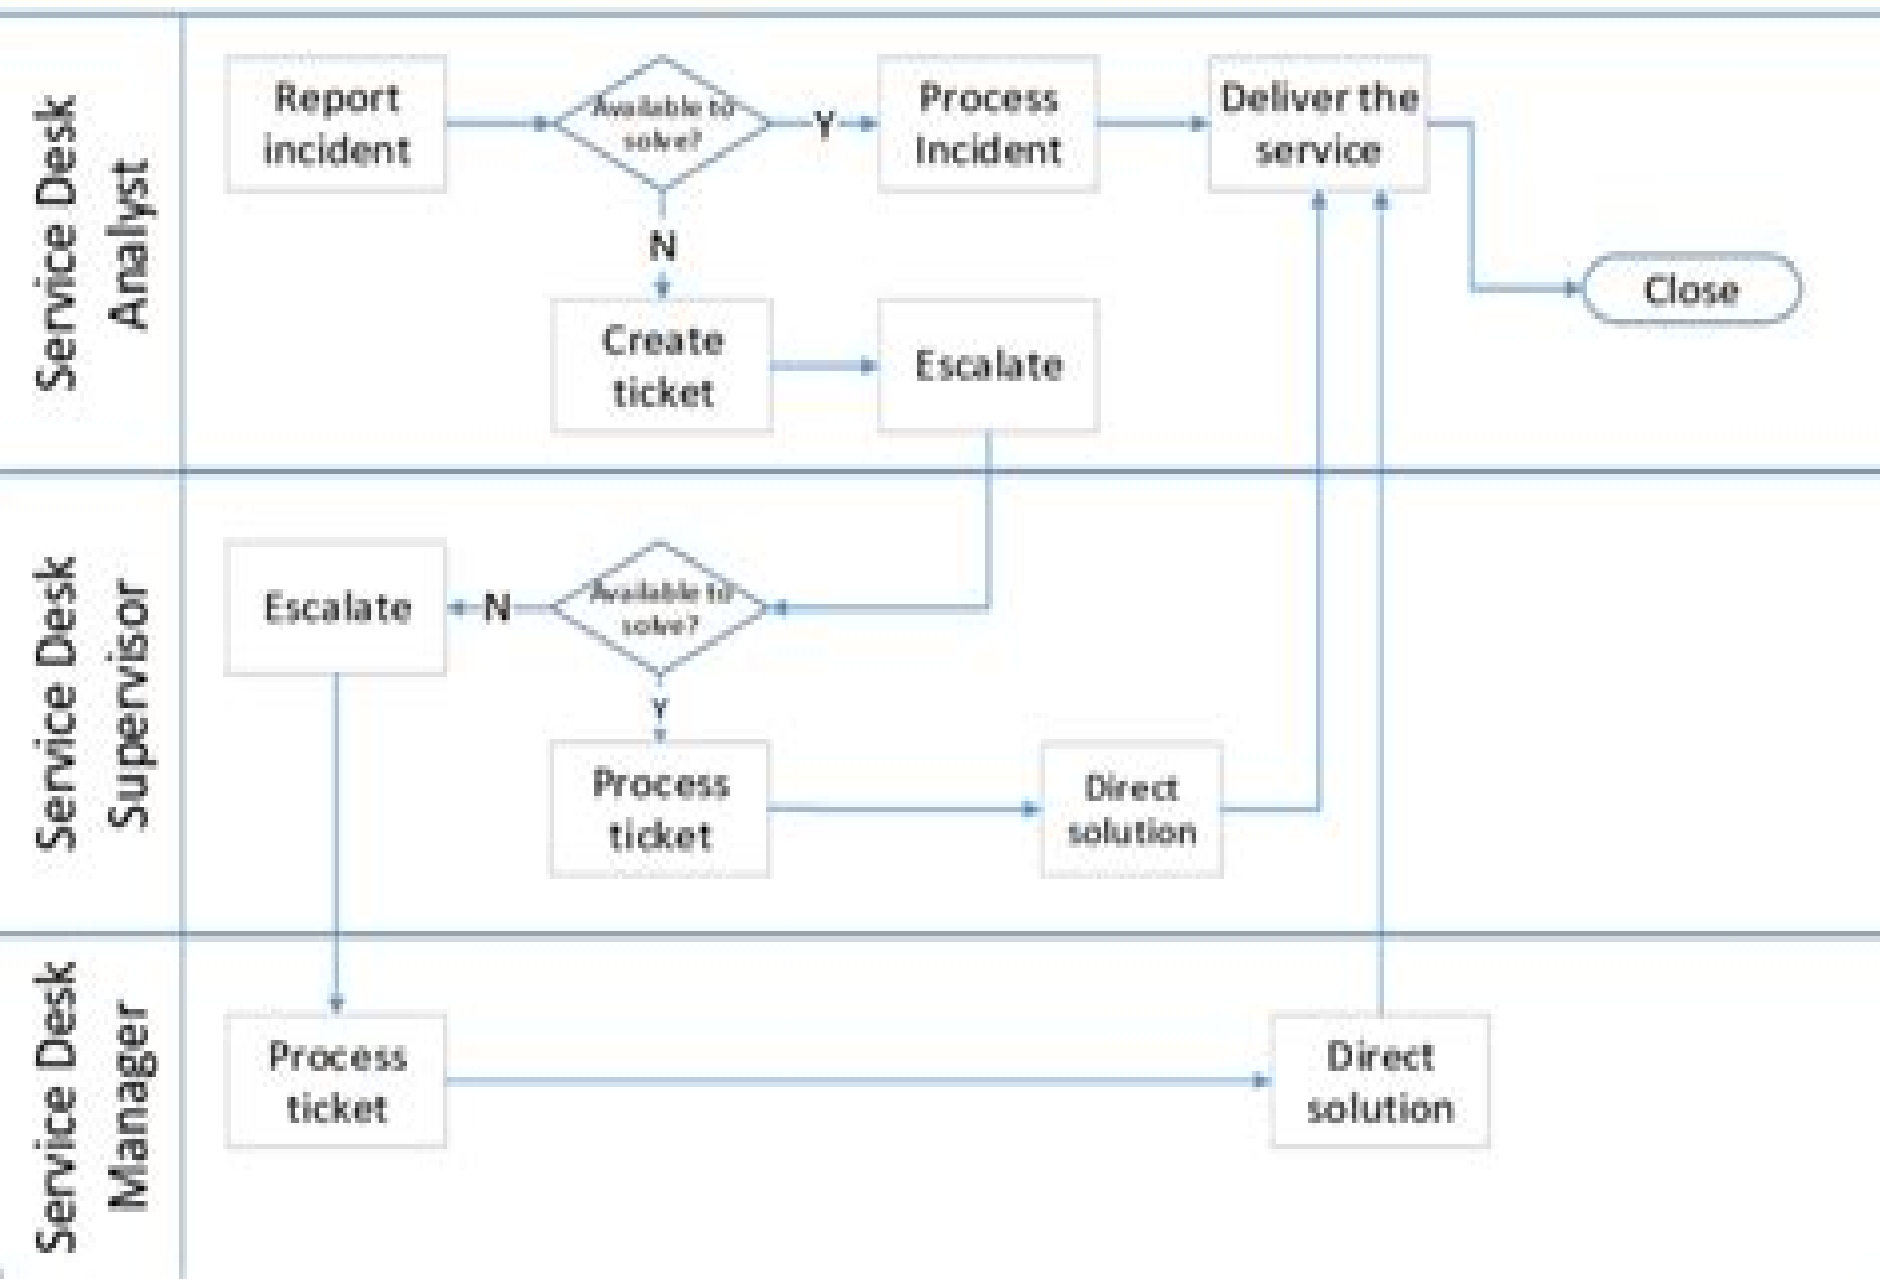 Service Desk
Analyst
Report
incident
Available to
solve?
Y
Process
Incident
Deliver the
service
N
Close
Create
ticket
Escalate
Service Desk
Supervisor
Escalate
N
Available to
solve?
Y
Process
ticket
Direct
solution
Service Desk
Manager
Process
ticket
Direct
solution